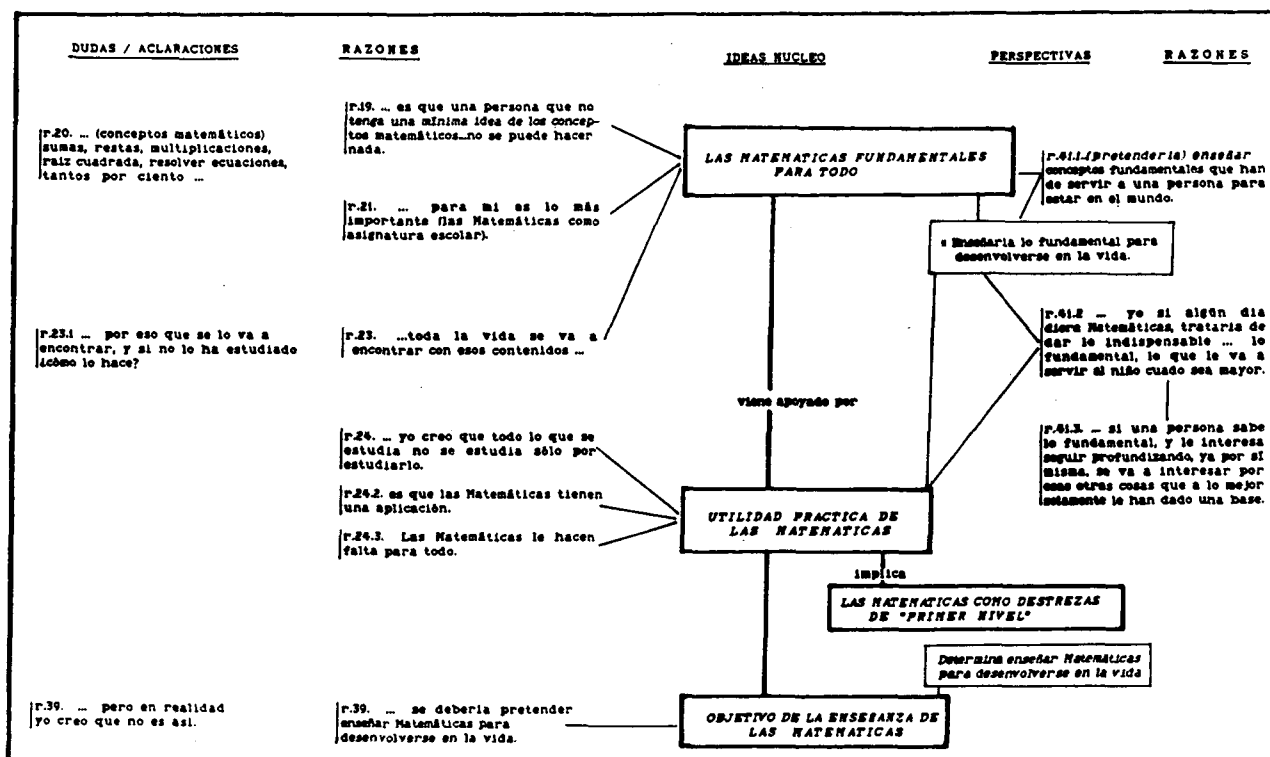 DUDAS / ACLARACIONES
RAZONES
IDEAS NUCLEO
PERSPECTIVAS
RAZONES
r.20. ... (conceptos matemáticos)
sumas, restas, multiplicaciones,
raiz cuadrada, resolver ecuaciones,
tantos por ciento ...
r.23.1 ... por eso que se lo va a
encontrar, y si no lo ha estudiado
¿cómo lo hace?
r.39. ... pero en realidad
yo creo que no es asi.
r.19. ... es que una persona que no
tenga una mínima idea de los concep-
tos matemáticos...no se puede hacer
nada.
r.21. ... para mi es lo más
importante (las Matemáticas como
asignatura escolar).
r.23. ...toda la vida se va a
encontrar con esos contenidos ...
r.24. ... yo creo que todo lo que se
estudia no se estudia sólo por
estudiarlo.
r.24.2. es que las Matemáticas tienen
una aplicación.
r.24.3. Las Matemáticas le hacen
falta para todo.
r.39. ... se deberia pretender
enseñar Matemáticas para
desenvolverse en la vida.
LAS MATEMATICAS FUNDAMENTALES
PARA TODO
viene apoyado por
UTILIDAD PRACTICA DE
LAS MATEMATICAS
implica
LAS MATEMATICAS COMO DESTREZAS
DE "PRIMER NIVEL"
Determina enseñar Matemáticas
para desenvolverse en la vida
OBJETIVO DE LA ENSEÑANZA DE
LAS MATEMATICAS
* Enseñaria lo fundamental para
desenvolverse en la vida.
r.41.1.(pretenderia) enseñar
conceptos fundamentales que han
de servir a una persona para
estar en el mundo.
r.41.2 ... yo si algún dia
diera Matemáticas, trataria de
dar lo indispensable ... lo
fundamental, lo que le va a
servir al niño cuado sea mayor.
r.41.3. ... si una persona sabe
lo fundamental, y le interesa
seguir profundizando, ya por sí
misma, se va a interesar por
esas otras cosas que a lo mejor
solamente le han dado una base.